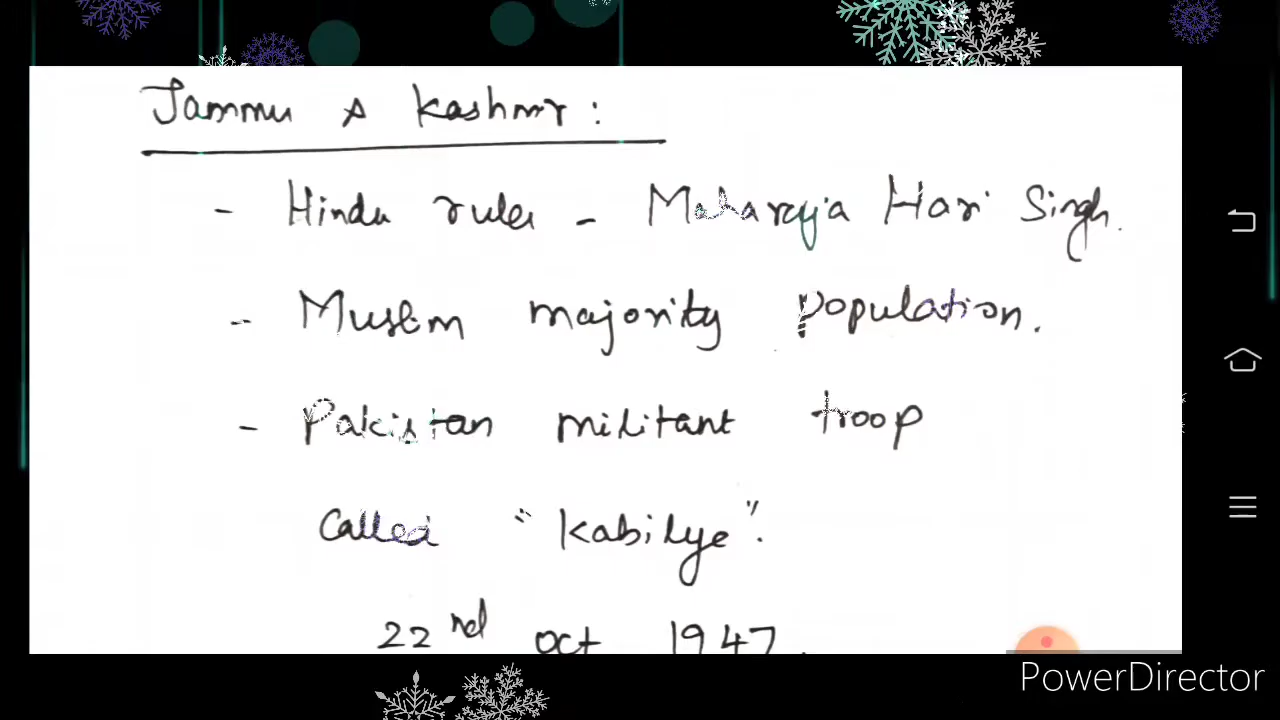 Jammu & Kashmir:
- Hindu ruler - Maharaja Hari Singh.
- Muslim majority population.
- Pakistan militant troop
called "Kabilye".
22nd Oct 1947.
PowerDirector